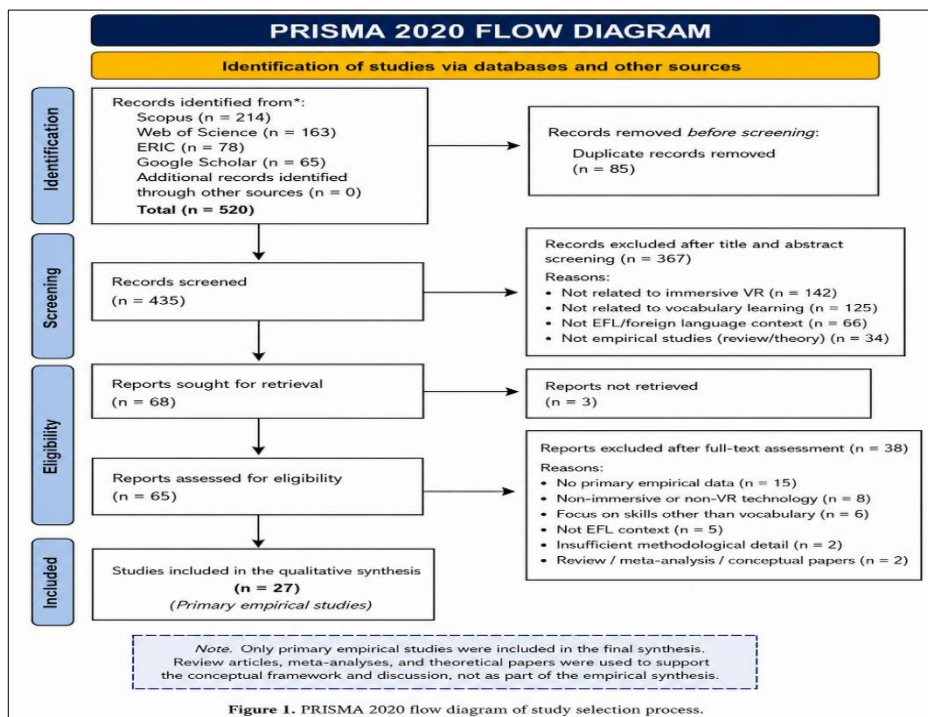 PRISMA 2020 FLOW DIAGRAM
Identification of studies via databases and other sources
Identification
Records identified from*:
Scopus (n = 214)
Web of Science (n = 163)
ERIC (n = 78)
Google Scholar (n = 65)
Additional records identified
through other sources (n = 0)
Total (n = 520)
Records removed before screening:
Duplicate records removed
(n = 85)
Screening
Records screened
(n = 435)
Records excluded after title and abstract
screening (n = 367)
Reasons:
• Not related to immersive VR (n = 142)
• Not related to vocabulary learning (n = 125)
• Not EFL/foreign language context (n = 66)
• Not empirical studies (review/theory) (n = 34)
Eligibility
Reports sought for retrieval
(n = 68)
Reports not retrieved
(n = 3)
Reports assessed for eligibility
(n = 65)
Reports excluded after full-text assessment (n = 38)
Reasons:
• No primary empirical data (n = 15)
• Non-immersive or non-VR technology (n = 8)
• Focus on skills other than vocabulary (n = 6)
• Not EFL context (n = 5)
• Insufficient methodological detail (n = 2)
• Review / meta-analysis / conceptual papers (n = 2)
Included
Studies included in the qualitative synthesis
(n = 27)
(Primary empirical studies)
Note. Only primary empirical studies were included in the final synthesis.
Review articles, meta-analyses, and theoretical papers were used to support
the conceptual framework and discussion, not as part of the empirical synthesis.
Figure 1. PRISMA 2020 flow diagram of study selection process.